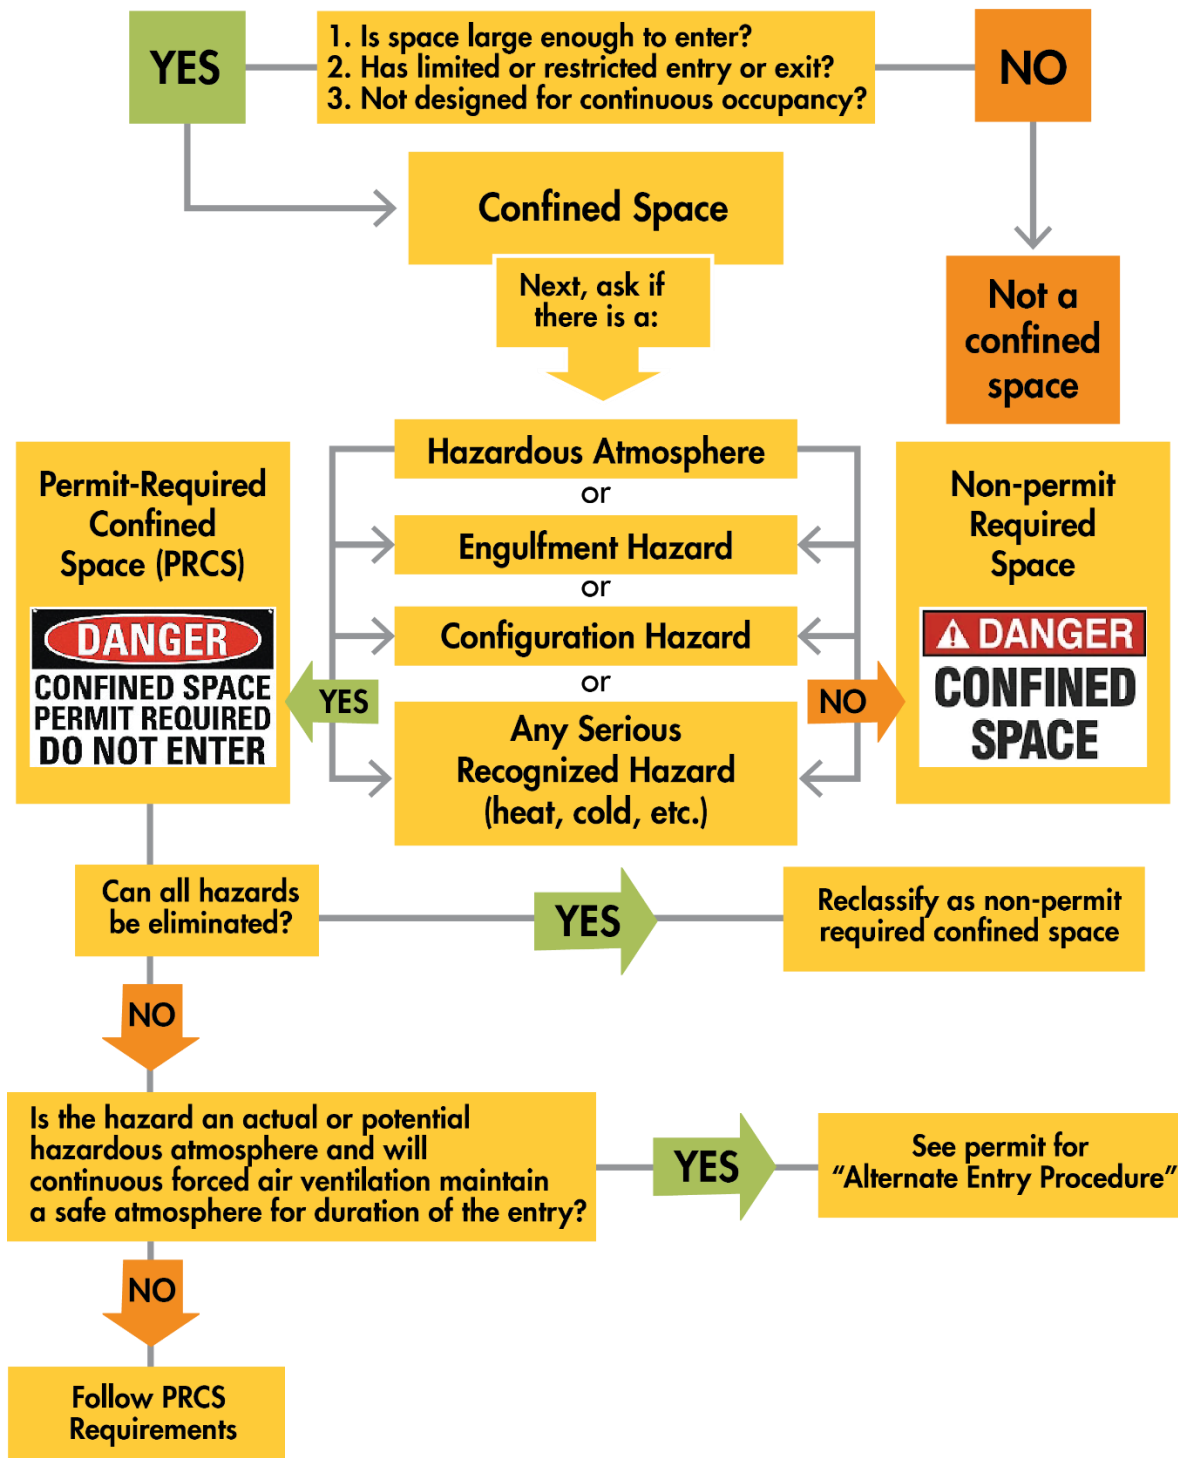 YES
1. Is space large enough to enter?
2. Has limited or restricted entry or exit?
3. Not designed for continuous occupancy?
NO
Confined Space
Next, ask if
there is a:
Not a
confined
space
Permit-Required
Confined
Space (PRCS)
DANGER
CONFINED SPACE
PERMIT REQUIRED
DO NOT ENTER
YES
Hazardous Atmosphere
or
Engulfment Hazard
or
Configuration Hazard
or
Any Serious
Recognized Hazard
(heat, cold, etc.)
NO
Non-permit
Required
Space
DANGER
CONFINED
SPACE
Can all hazards
be eliminated?
YES
Reclassify as non-permit
required confined space
NO
Is the hazard an actual or potential
hazardous atmosphere and will
continuous forced air ventilation maintain
a safe atmosphere for duration of the entry?
YES
See permit for
“Alternate Entry Procedure”
NO
Follow PRCS
Requirements